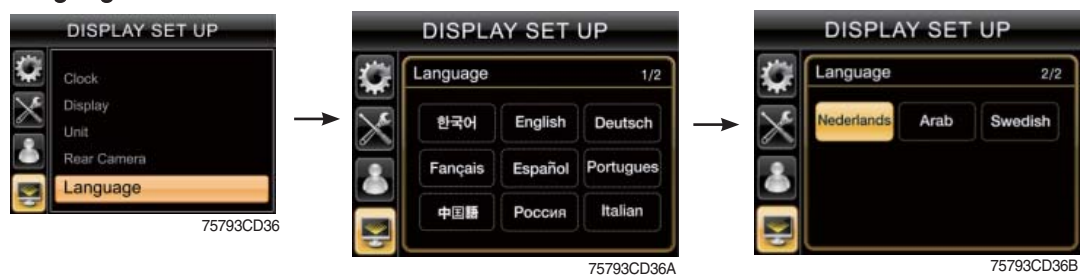 DISPLAY SET UP
Clock
Display
Unit
Rear Camera
Language
75793CD36
DISPLAY SET UP
Language 1/2
한국어 English Deutsch
Fançais Español Portugues
中国語 Россия Italian
75793CD36A
DISPLAY SET UP
Language 2/2
Nederlands Arab Swedish
75793CD36B